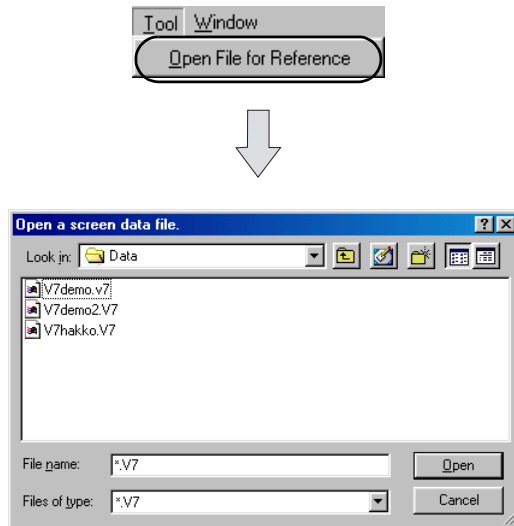 Tool Window
Open File for Reference
Open a screen data file.
Look in: Data
V7demo.v7
V7demo2.V7
V7hakko.V7
File name: *.V7 Open
Files of type: *.V7 Cancel